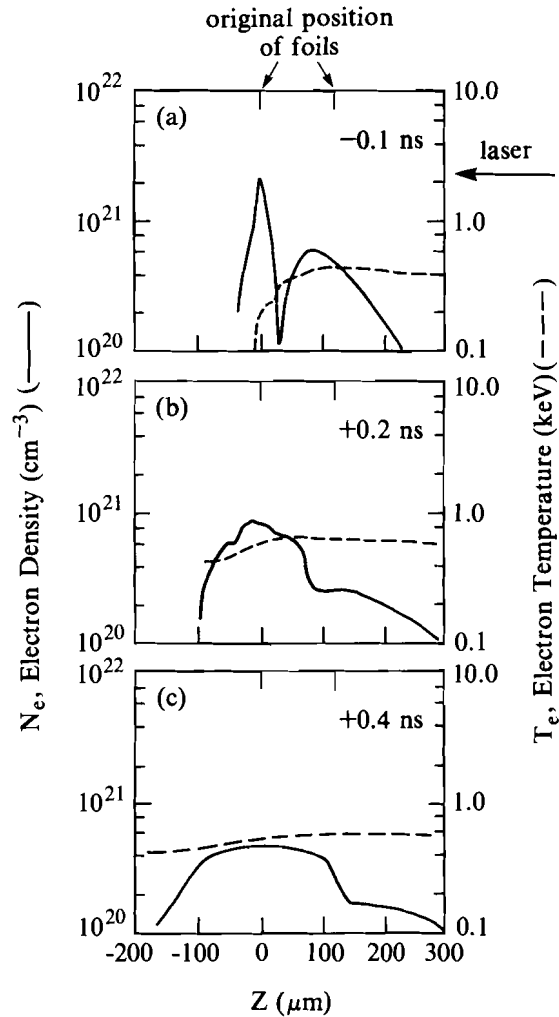 original position
of foils
10^22
10^21
10^20
(a)
−0.1 ns
10.0
1.0
0.1
laser
10^22
10^21
10^20
(b)
+0.2 ns
10.0
1.0
0.1
10^22
10^21
10^20
(c)
+0.4 ns
10.0
1.0
0.1
-200 -100 0 100 200 300
Z (μm)
N_e, Electron Density (cm^−3) (——)
T_e, Electron Temperature (keV) (– – –)